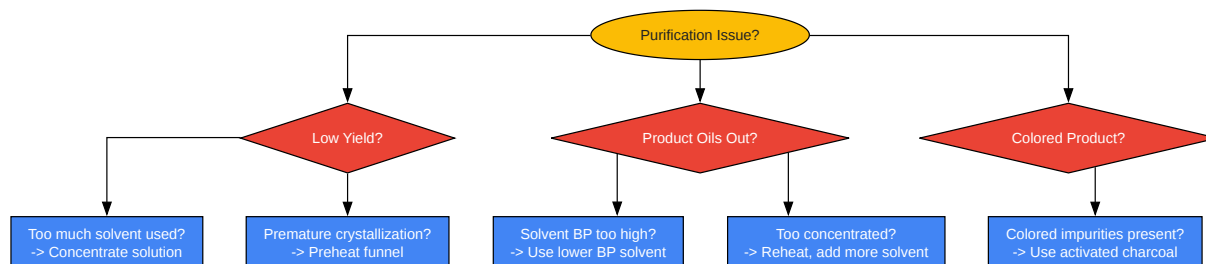 Purification Issue?
Low Yield?
Product Oils Out?
Colored Product?
Too much solvent used?
-> Concentrate solution
Premature crystallization?
-> Preheat funnel
Solvent BP too high?
-> Use lower BP solvent
Too concentrated?
-> Reheat, add more solvent
Colored impurities present?
-> Use activated charcoal